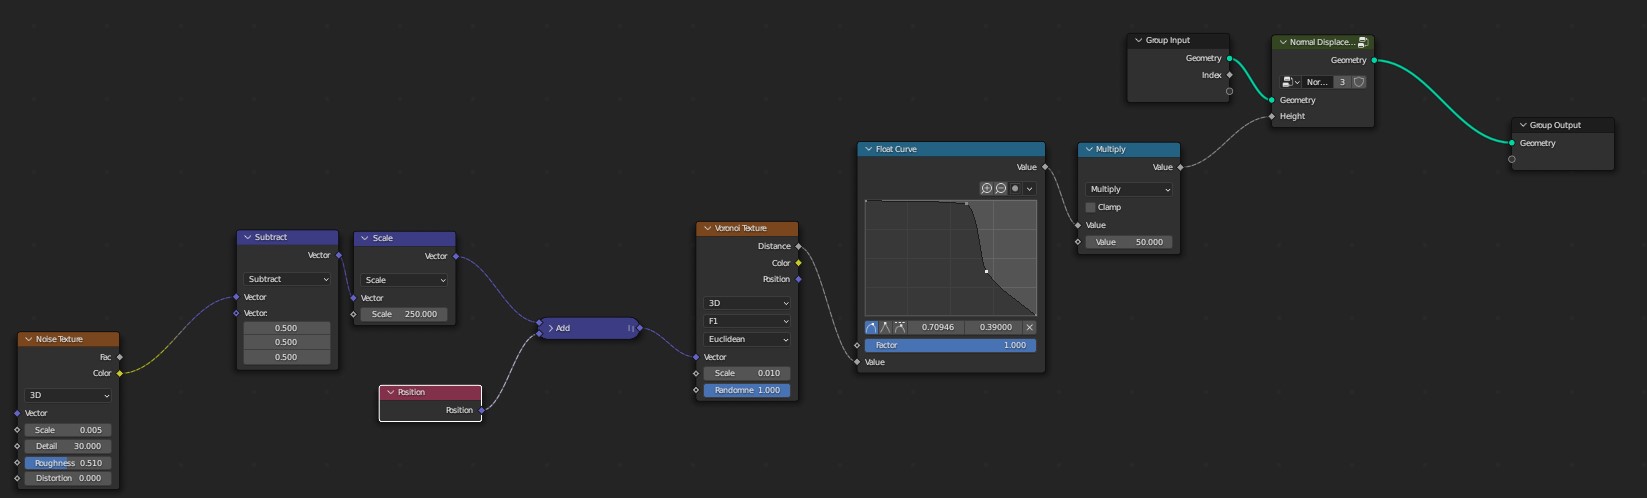 Noise Texture
Fac
Color
3D
Vector
Scale 0.005
Detail 30.000
Roughness 0.510
Distortion 0.000
Subtract
Vector
Subtract
Vector
Vector:
0.500
0.500
0.500
Scale
Vector
Scale
Vector
Scale 250.000
Position
Position
Add
Voronoi Texture
Distance
Color
Position
3D
F1
Euclidean
Vector
Scale 0.010
Randomne 1.000
Float Curve
Value
0.70946 0.39000
Factor 1.000
Value
Multiply
Value
Multiply
Clamp
Value
Value 50.000
Group Input
Geometry
Index
Normal Displace...
Geometry
Nor... 3
Geometry
Height
Group Output
Geometry